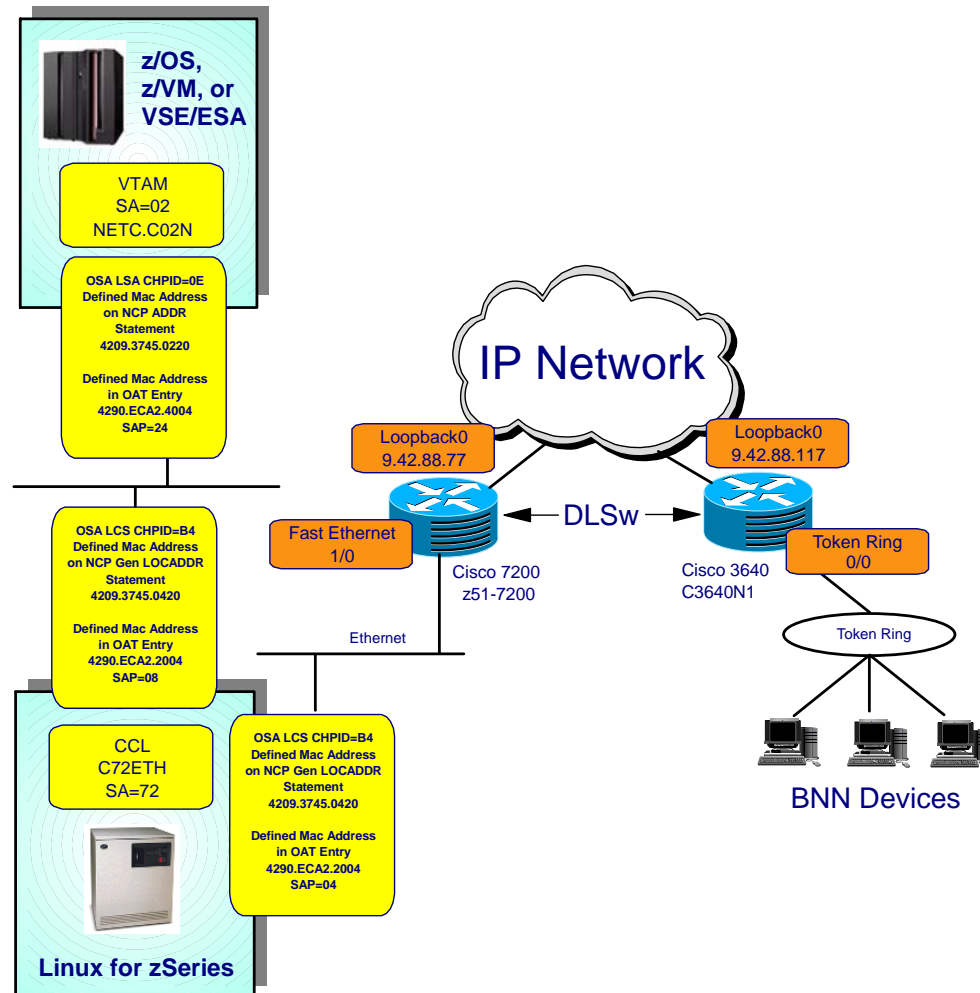 z/OS,
z/VM, or
VSE/ESA
VTAM
SA=02
NETC.C02N
OSA LSA CHPID=0E
Defined Mac Address
on NCP ADDR
Statement
4209.3745.0220
Defined Mac Address
in OAT Entry
4290.ECA2.4004
SAP=24
OSA LCS CHPID=B4
Defined Mac Address
on NCP Gen LOCADDR
Statement
4209.3745.0420
Defined Mac Address
in OAT Entry
4290.ECA2.2004
SAP=08
CCL
C72ETH
SA=72
Linux for zSeries
OSA LCS CHPID=B4
Defined Mac Address
on NCP Gen LOCADDR
Statement
4209.3745.0420
Defined Mac Address
in OAT Entry
4290.ECA2.2004
SAP=04
Ethernet
Fast Ethernet
1/0
Loopback0
9.42.88.77
Cisco 7200
z51-7200
IP Network
DLSw
Loopback0
9.42.88.117
Cisco 3640
C3640N1
Token Ring
0/0
Token Ring
BNN Devices